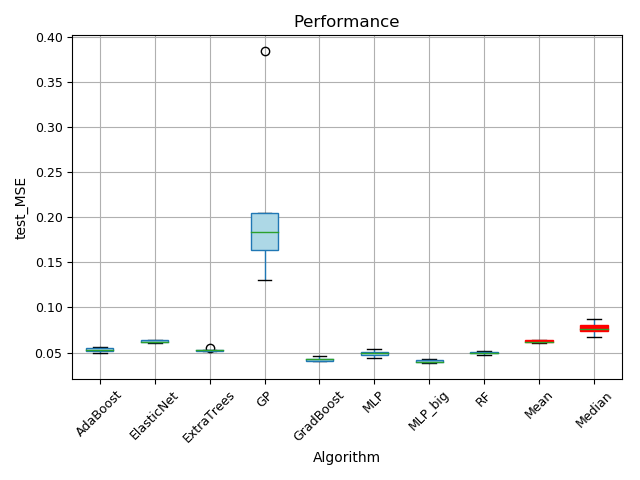 Performance
0.40
0.35
0.30
0.25
0.20
0.15
0.10
0.05
test_MSE
AdaBoost
ElasticNet
ExtraTrees
GP
GradBoost
MLP
MLP_big
RF
Mean
Median
Algorithm